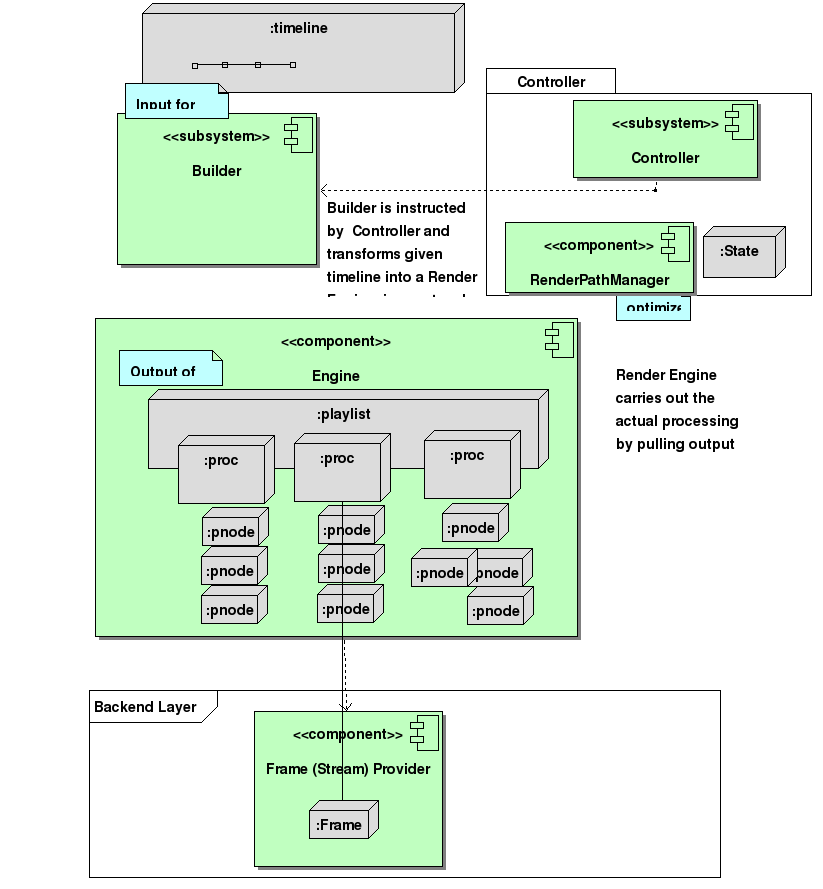 :timeline
Input for
<<subsystem>>
Builder
Controller
<<subsystem>>
Controller
Builder is instructed
by  Controller and
transforms given
timeline into a Render
<<component>>
RenderPathManager
:State
optimize
<<component>>
Engine
Output of
:playlist
:proc
:proc
:proc
:pnode
:pnode
:pnode
:pnode
:pnode
:pnode
:pnode
:pnode
:pnode
:pnode
Render Engine
carries out the
actual processing
by pulling output
Backend Layer
<<component>>
Frame (Stream) Provider
:Frame